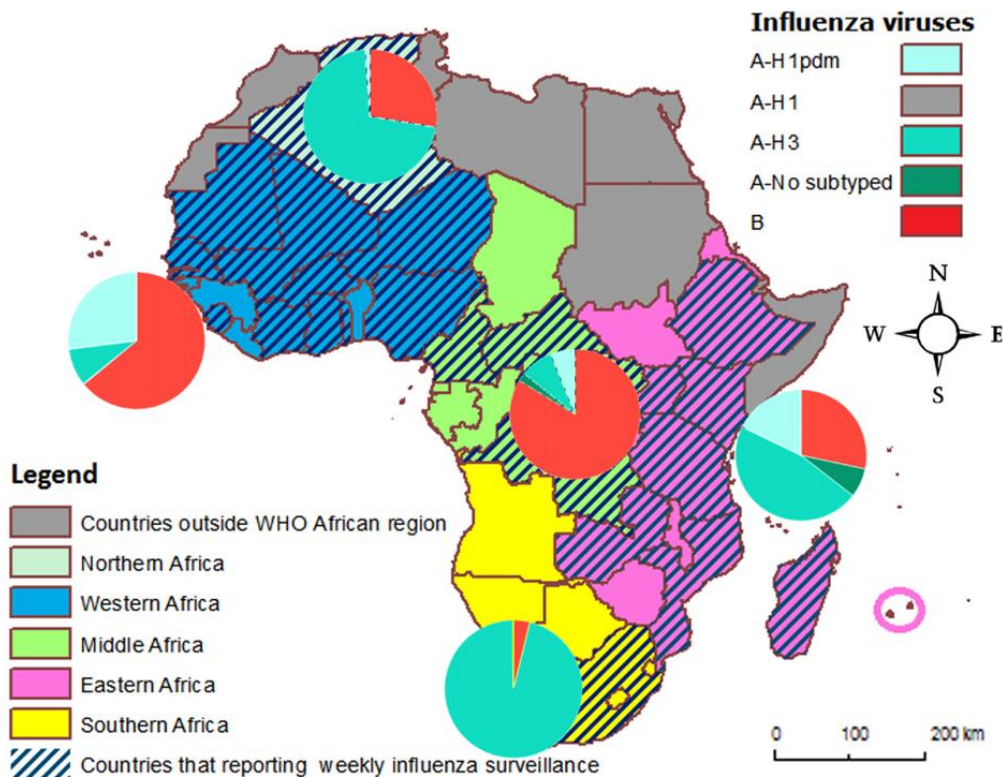 Influenza viruses
A-H1pdm
A-H1
A-H3
A-No subtyped
B
N
W E
S
Legend
Countries outside WHO African region
Northern Africa
Western Africa
Middle Africa
Eastern Africa
Southern Africa
Countries that reporting weekly influenza surveillance
0 100 200 km